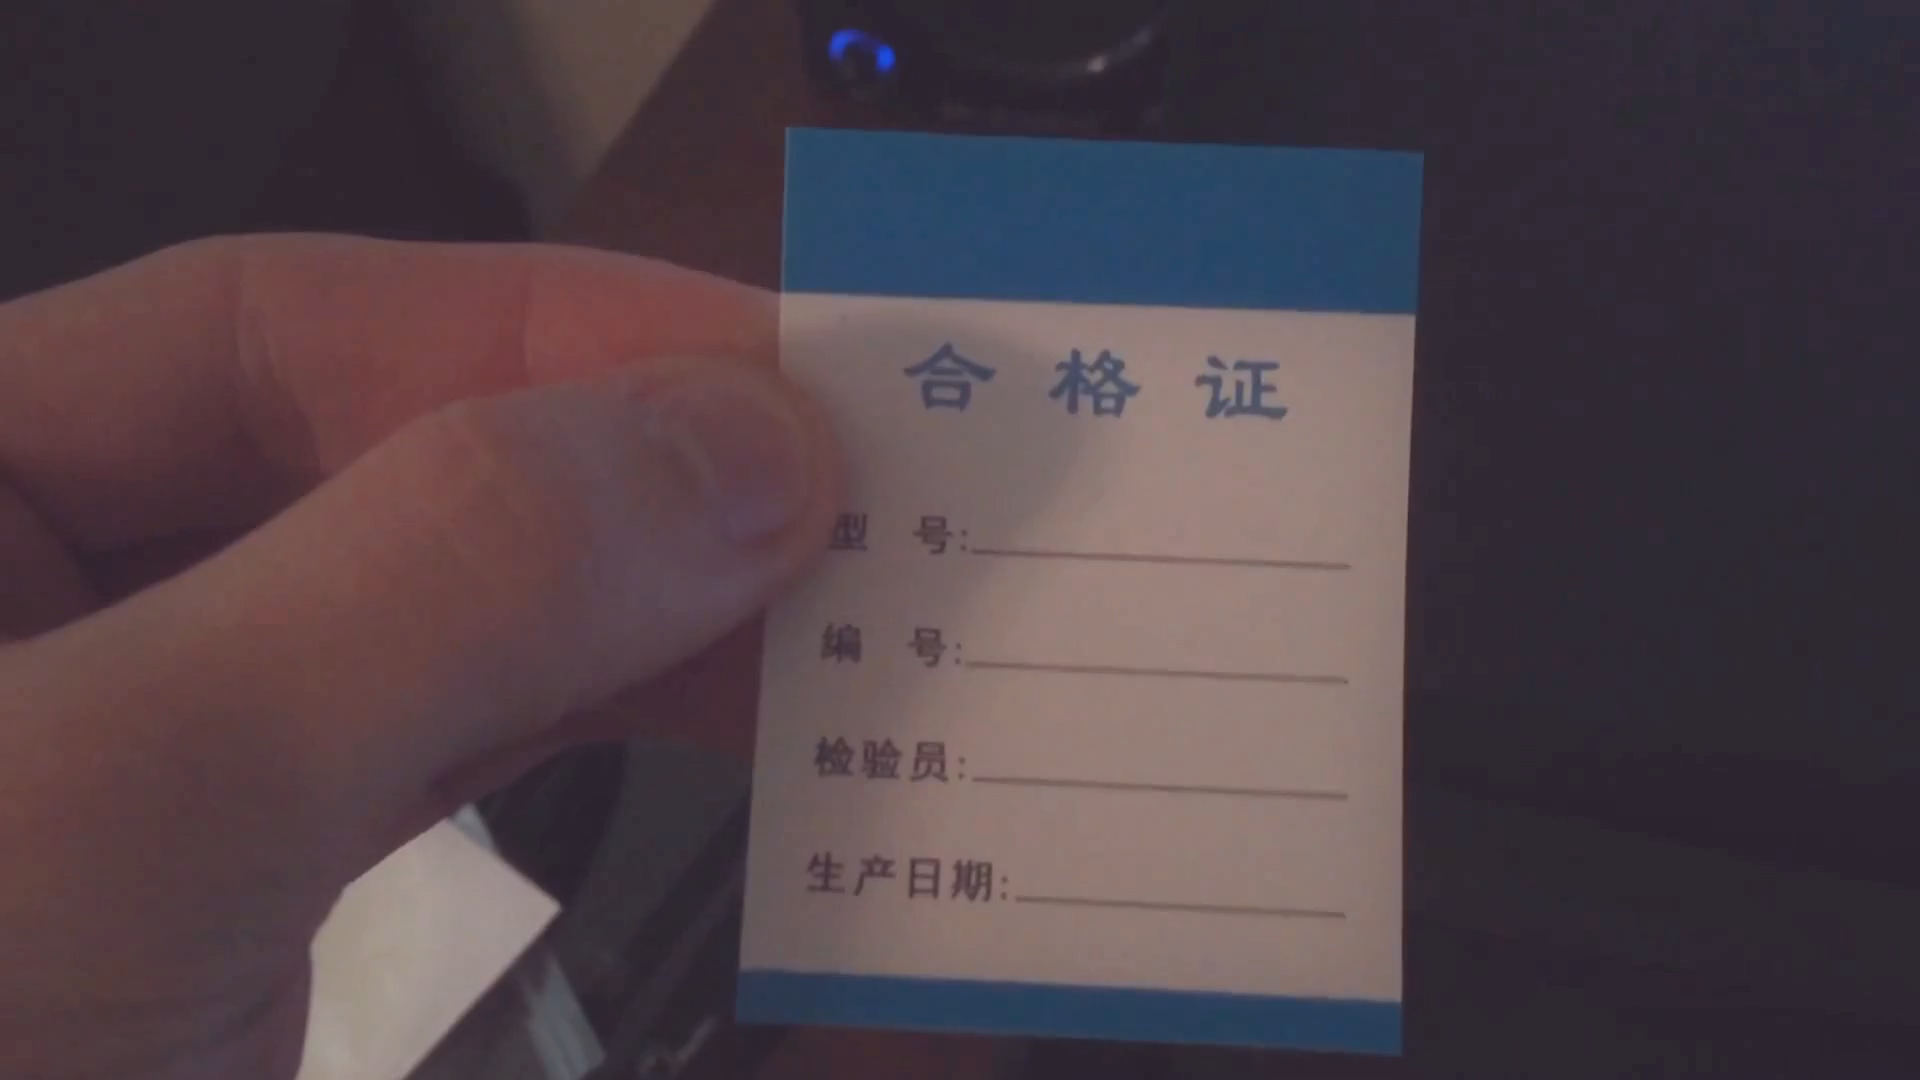 合格证
型 号:
编 号:
检验员:
生产日期: